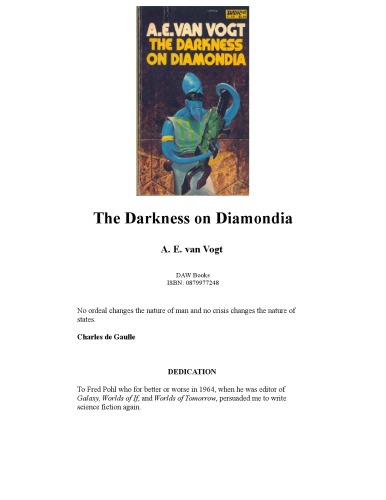 A.E.VAN VOGT
THE DARKNESS
ON DIAMONDIA
The Darkness on Diamondia
A. E. van Vogt
DAW Books
ISBN: 0879977248
No ordeal changes the nature of man and no crisis changes the nature of
states.
Charles de Gaulle
DEDICATION
To Fred Pohl who for better or worse in 1964, when he was editor of
Galaxy, Worlds of If, and Worlds of Tomorrow, persuaded me to write
science fiction again.